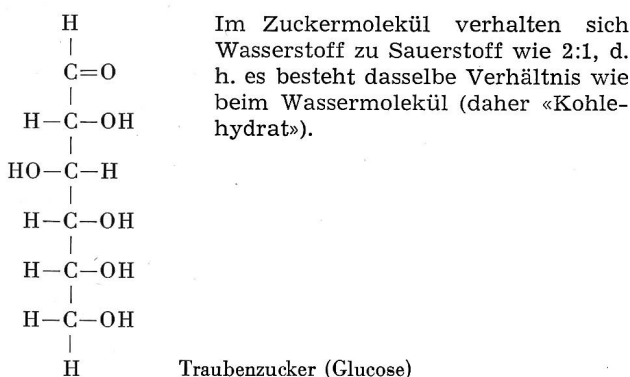 H
|
C=O
|
H—C—OH
|
HO—C—H
|
H—C—OH
|
H—C—OH
|
H—C—OH
|
H
Im Zuckermolekül verhalten sich
Wasserstoff zu Sauerstoff wie 2:1, d.
h. es besteht dasselbe Verhältnis wie
beim Wassermolekül (daher «Kohle-
hydrat»).
Traubenzucker (Glucose)